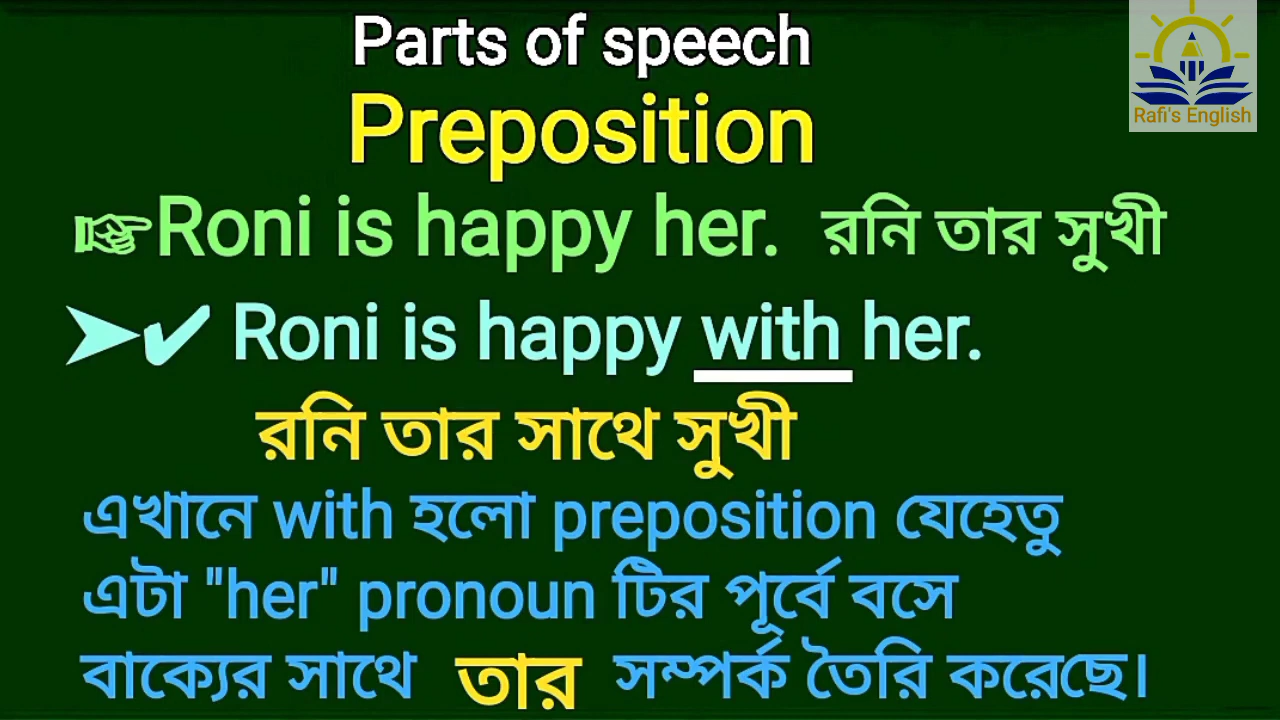 Parts of speech
Rafi's English
Preposition
☞Roni is happy her. রনি তার সুখী
➤✔ Roni is happy with her.
রনি তার সাথে সুখী
এখানে with হলো preposition যেহেতু
এটা "her" pronoun টির পূর্বে বসে
বাক্যের সাথে তার সম্পর্ক তৈরি করেছে।